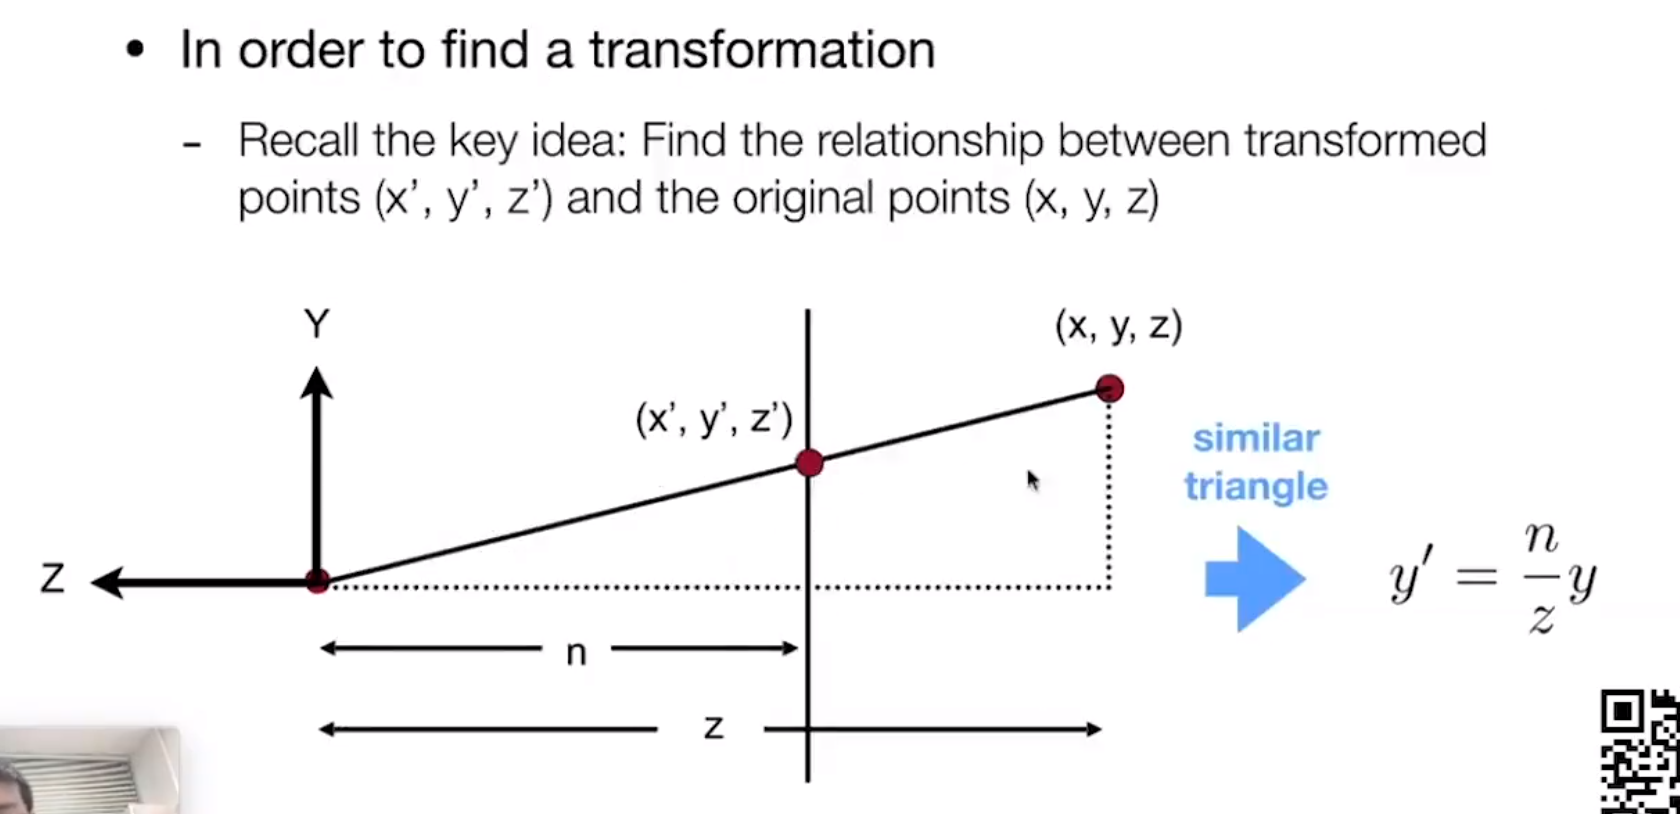 • In order to find a transformation
- Recall the key idea: Find the relationship between transformed
points (x’, y’, z’) and the original points (x, y, z)
Y
(x, y, z)
(x’, y’, z’)
similar
triangle
Z
y′ = n/z y
n
z